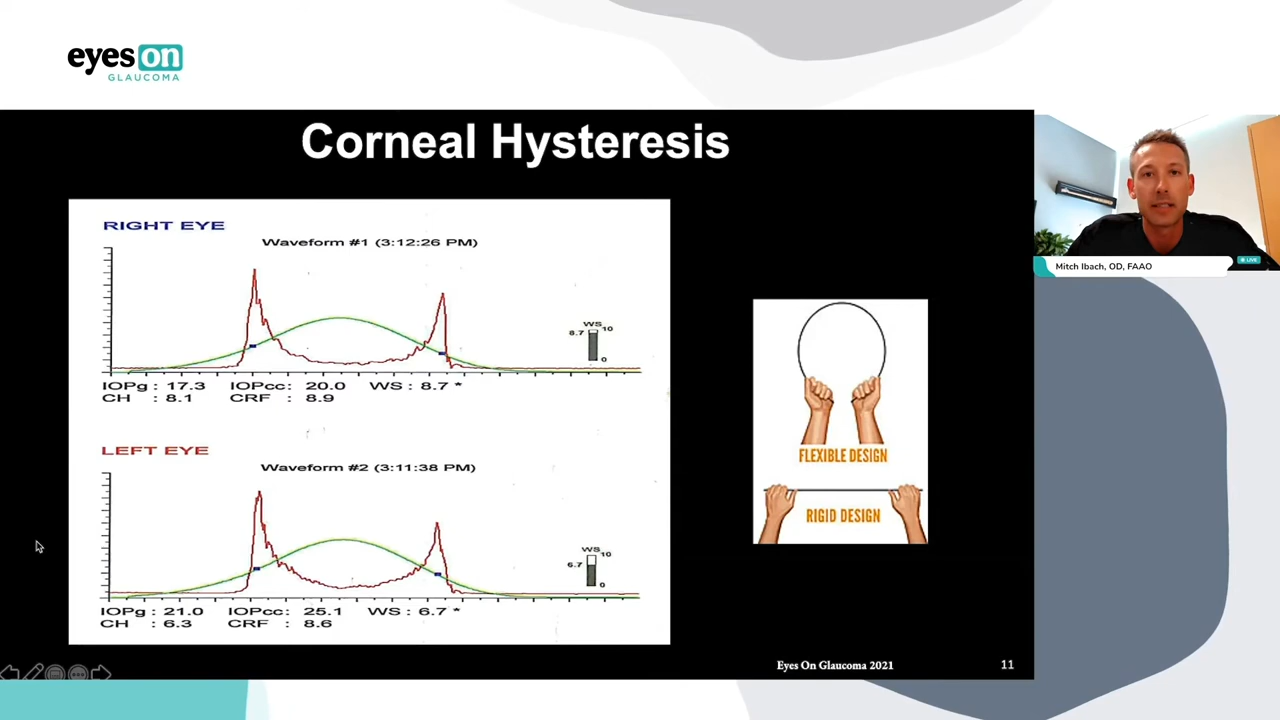 eyes on
GLAUCOMA
Corneal Hysteresis
RIGHT EYE
Waveform #1 (3:12:26 PM)
WS
8.7 10
0
IOPg : 17.3 IOPcc: 20.0 WS : 8.7 *
CH : 8.1 CRF : 8.9
LEFT EYE
Waveform #2 (3:11:38 PM)
WS
10
6.7
0
IOPg : 21.0 IOPcc: 25.1 WS : 6.7 *
CH : 6.3 CRF : 8.6
FLEXIBLE DESIGN
RIGID DESIGN
Eyes On Glaucoma 2021
11
Mitch Ibach, OD, FAAO
LIVE